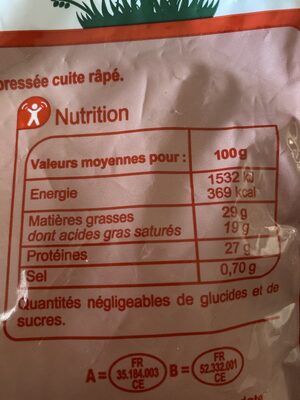 pressée cuite râpé.
Nutrition
Valeurs moyennes pour : 100 g
1532 kJ
Energie 369 kcal
Matières grasses 29 g
dont acides gras saturés 19 g
Protéines 27 g
Sel 0,70 g
Quantités négligeables de glucides et de
sucres.
A = FR 35.184.003 CE B = FR 52.332.001 CE